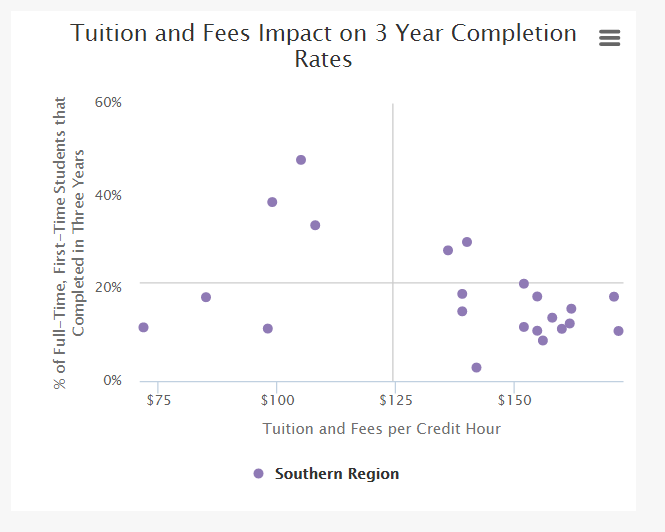 Tuition and Fees Impact on 3 Year Completion
Rates
% of Full-Time, First-Time Students that
Completed in Three Years
60%
40%
20%
0%
$75
$100
$125
$150
Tuition and Fees per Credit Hour
Southern Region